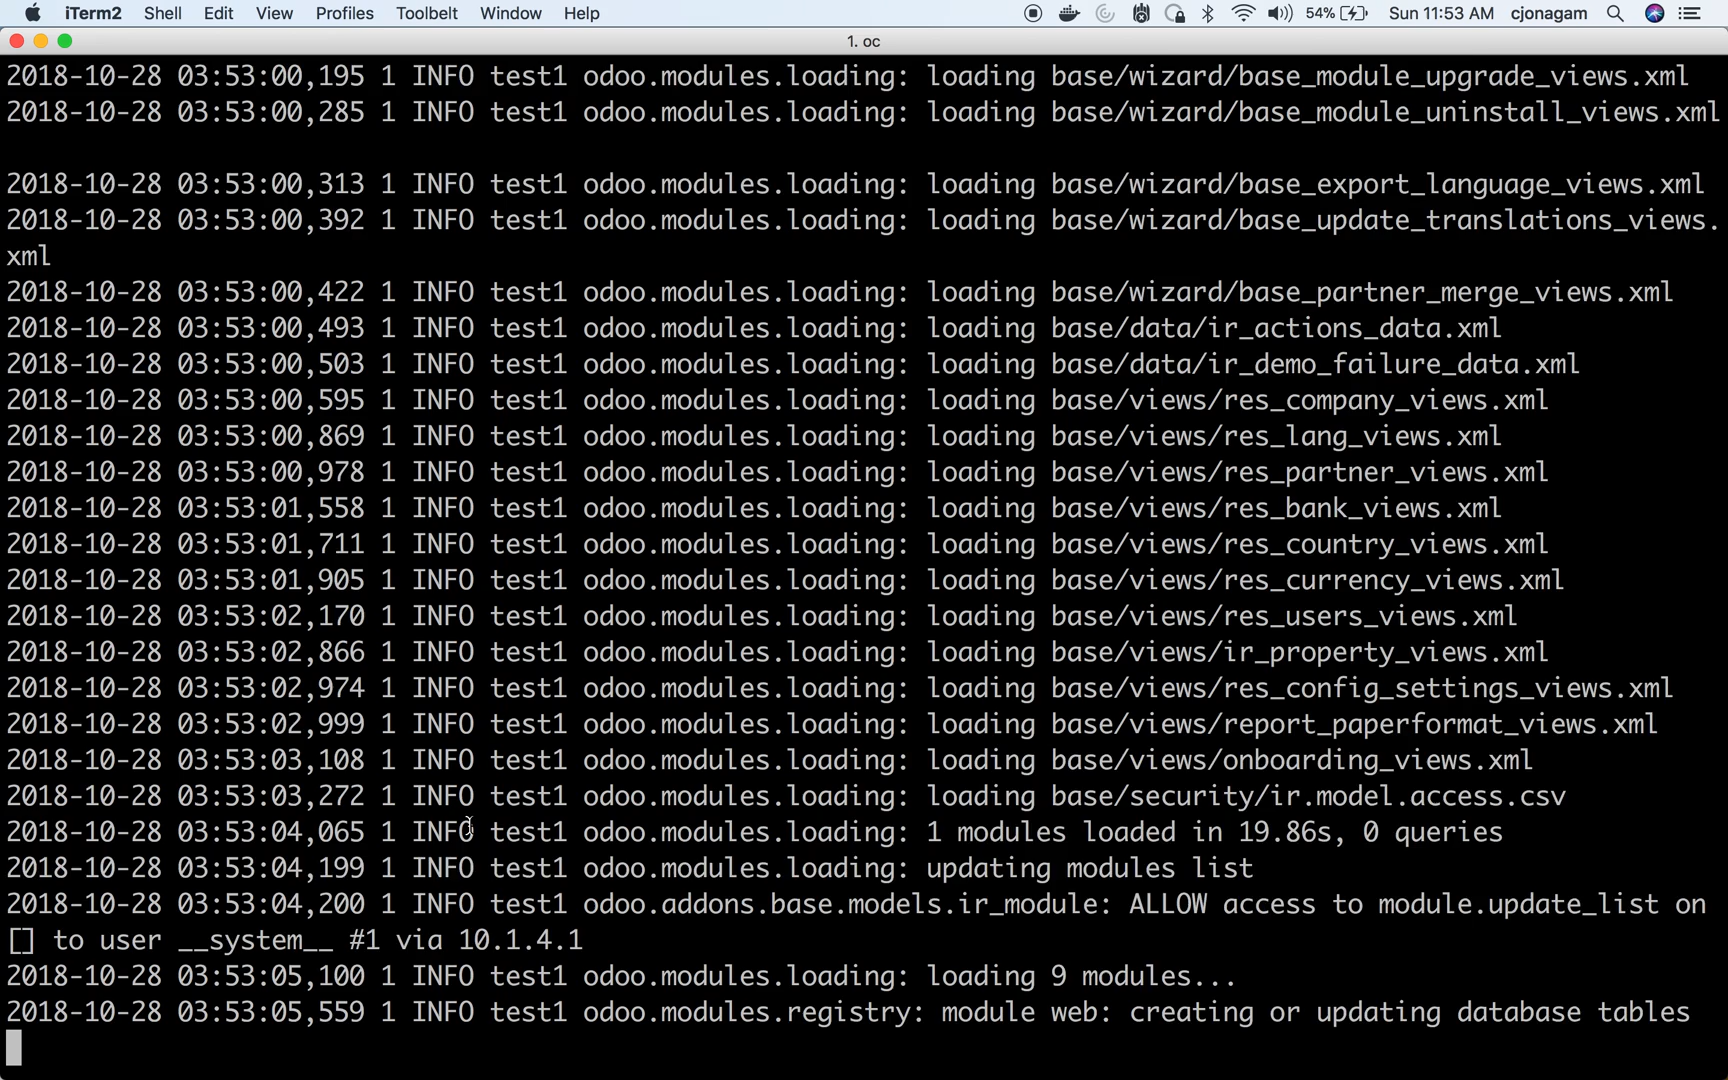 iTerm2 Shell Edit View Profiles Toolbelt Window Help 54% Sun 11:53 AM cjonagam
1. oc
2018-10-28 03:53:00,195 1 INFO test1 odoo.modules.loading: loading base/wizard/base_module_upgrade_views.xml
2018-10-28 03:53:00,285 1 INFO test1 odoo.modules.loading: loading base/wizard/base_module_uninstall_views.xml
2018-10-28 03:53:00,313 1 INFO test1 odoo.modules.loading: loading base/wizard/base_export_language_views.xml
2018-10-28 03:53:00,392 1 INFO test1 odoo.modules.loading: loading base/wizard/base_update_translations_views.
xml
2018-10-28 03:53:00,422 1 INFO test1 odoo.modules.loading: loading base/wizard/base_partner_merge_views.xml
2018-10-28 03:53:00,493 1 INFO test1 odoo.modules.loading: loading base/data/ir_actions_data.xml
2018-10-28 03:53:00,503 1 INFO test1 odoo.modules.loading: loading base/data/ir_demo_failure_data.xml
2018-10-28 03:53:00,595 1 INFO test1 odoo.modules.loading: loading base/views/res_company_views.xml
2018-10-28 03:53:00,869 1 INFO test1 odoo.modules.loading: loading base/views/res_lang_views.xml
2018-10-28 03:53:00,978 1 INFO test1 odoo.modules.loading: loading base/views/res_partner_views.xml
2018-10-28 03:53:01,558 1 INFO test1 odoo.modules.loading: loading base/views/res_bank_views.xml
2018-10-28 03:53:01,711 1 INFO test1 odoo.modules.loading: loading base/views/res_country_views.xml
2018-10-28 03:53:01,905 1 INFO test1 odoo.modules.loading: loading base/views/res_currency_views.xml
2018-10-28 03:53:02,170 1 INFO test1 odoo.modules.loading: loading base/views/res_users_views.xml
2018-10-28 03:53:02,866 1 INFO test1 odoo.modules.loading: loading base/views/ir_property_views.xml
2018-10-28 03:53:02,974 1 INFO test1 odoo.modules.loading: loading base/views/res_config_settings_views.xml
2018-10-28 03:53:02,999 1 INFO test1 odoo.modules.loading: loading base/views/report_paperformat_views.xml
2018-10-28 03:53:03,108 1 INFO test1 odoo.modules.loading: loading base/views/onboarding_views.xml
2018-10-28 03:53:03,272 1 INFO test1 odoo.modules.loading: loading base/security/ir.model.access.csv
2018-10-28 03:53:04,065 1 INFO test1 odoo.modules.loading: 1 modules loaded in 19.86s, 0 queries
2018-10-28 03:53:04,199 1 INFO test1 odoo.modules.loading: updating modules list
2018-10-28 03:53:04,200 1 INFO test1 odoo.addons.base.models.ir_module: ALLOW access to module.update_list on
[] to user __system__ #1 via 10.1.4.1
2018-10-28 03:53:05,100 1 INFO test1 odoo.modules.loading: loading 9 modules...
2018-10-28 03:53:05,559 1 INFO test1 odoo.modules.registry: module web: creating or updating database tables